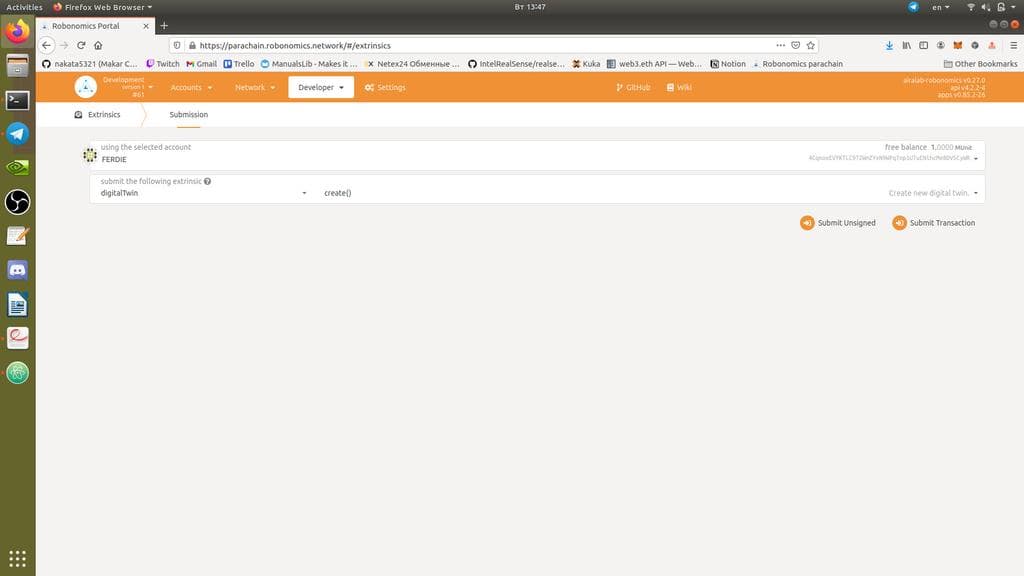 Activities Firefox Web Browser Вт 13:47 en
Robonomics Portal
https://parachain.robonomics.network/#/extrinsics
nakata5321 (Makar C… Twitch Gmail Trello ManualsLib - Makes it … Netex24 Обменные … IntelRealSense/realse… Kuka web3.eth API — Web… Notion Robonomics parachain Other Bookmarks
Development
version 1
#61
Accounts Network Developer Settings GitHub Wiki
airalab-robonomics v0.27.0
api v4.2.2-4
apps v0.85.2-26
Extrinsics Submission
using the selected account
FERDIE
free balance 1.0000 MUnit
submit the following extrinsic
digitalTwin create() Create new digital twin.
Submit Unsigned Submit Transaction